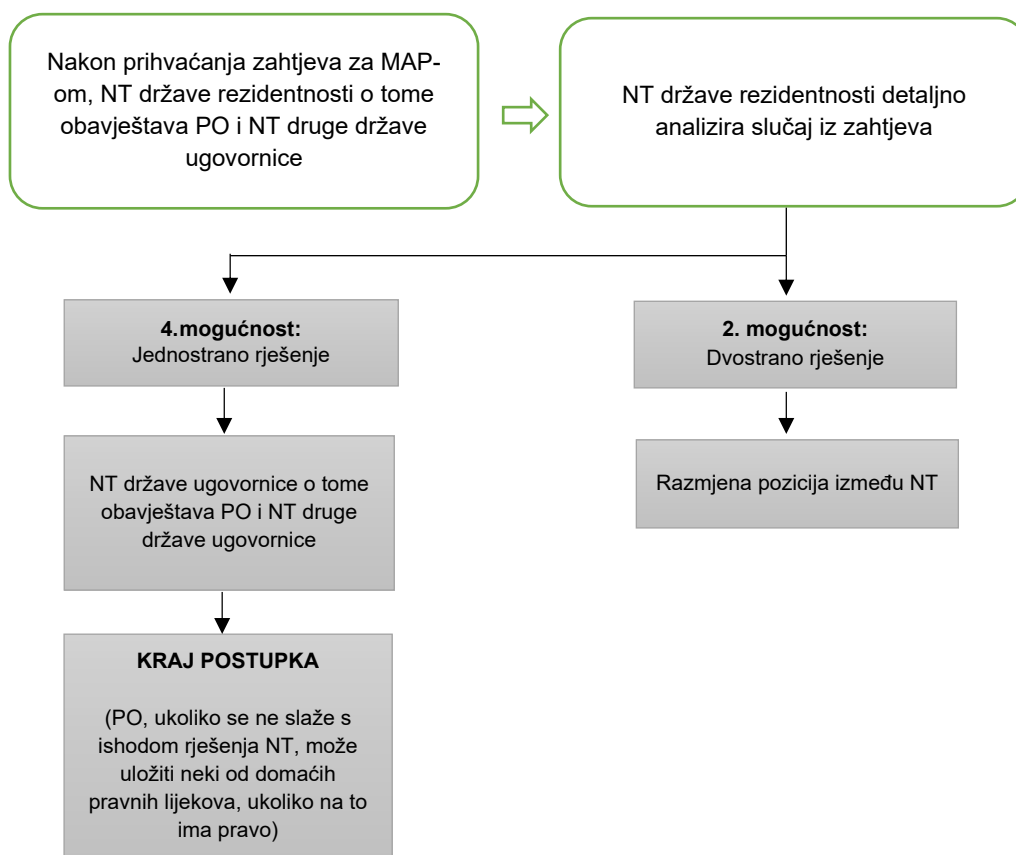 Nakon prihvaćanja zahtjeva za MAP-
om, NT države rezidentnosti o tome
obavještava PO i NT druge države
ugovornice
NT države rezidentnosti detaljno
analizira slučaj iz zahtjeva
4.mogućnost:
Jednostrano rješenje
2. mogućnost:
Dvostrano rješenje
NT države ugovornice o tome
obavještava PO i NT druge
države ugovornice
Razmjena pozicija između NT
KRAJ POSTUPKA
(PO, ukoliko se ne slaže s
ishodom rješenja NT, može
uložiti neki od domaćih
pravnih lijekova, ukoliko na to
ima pravo)